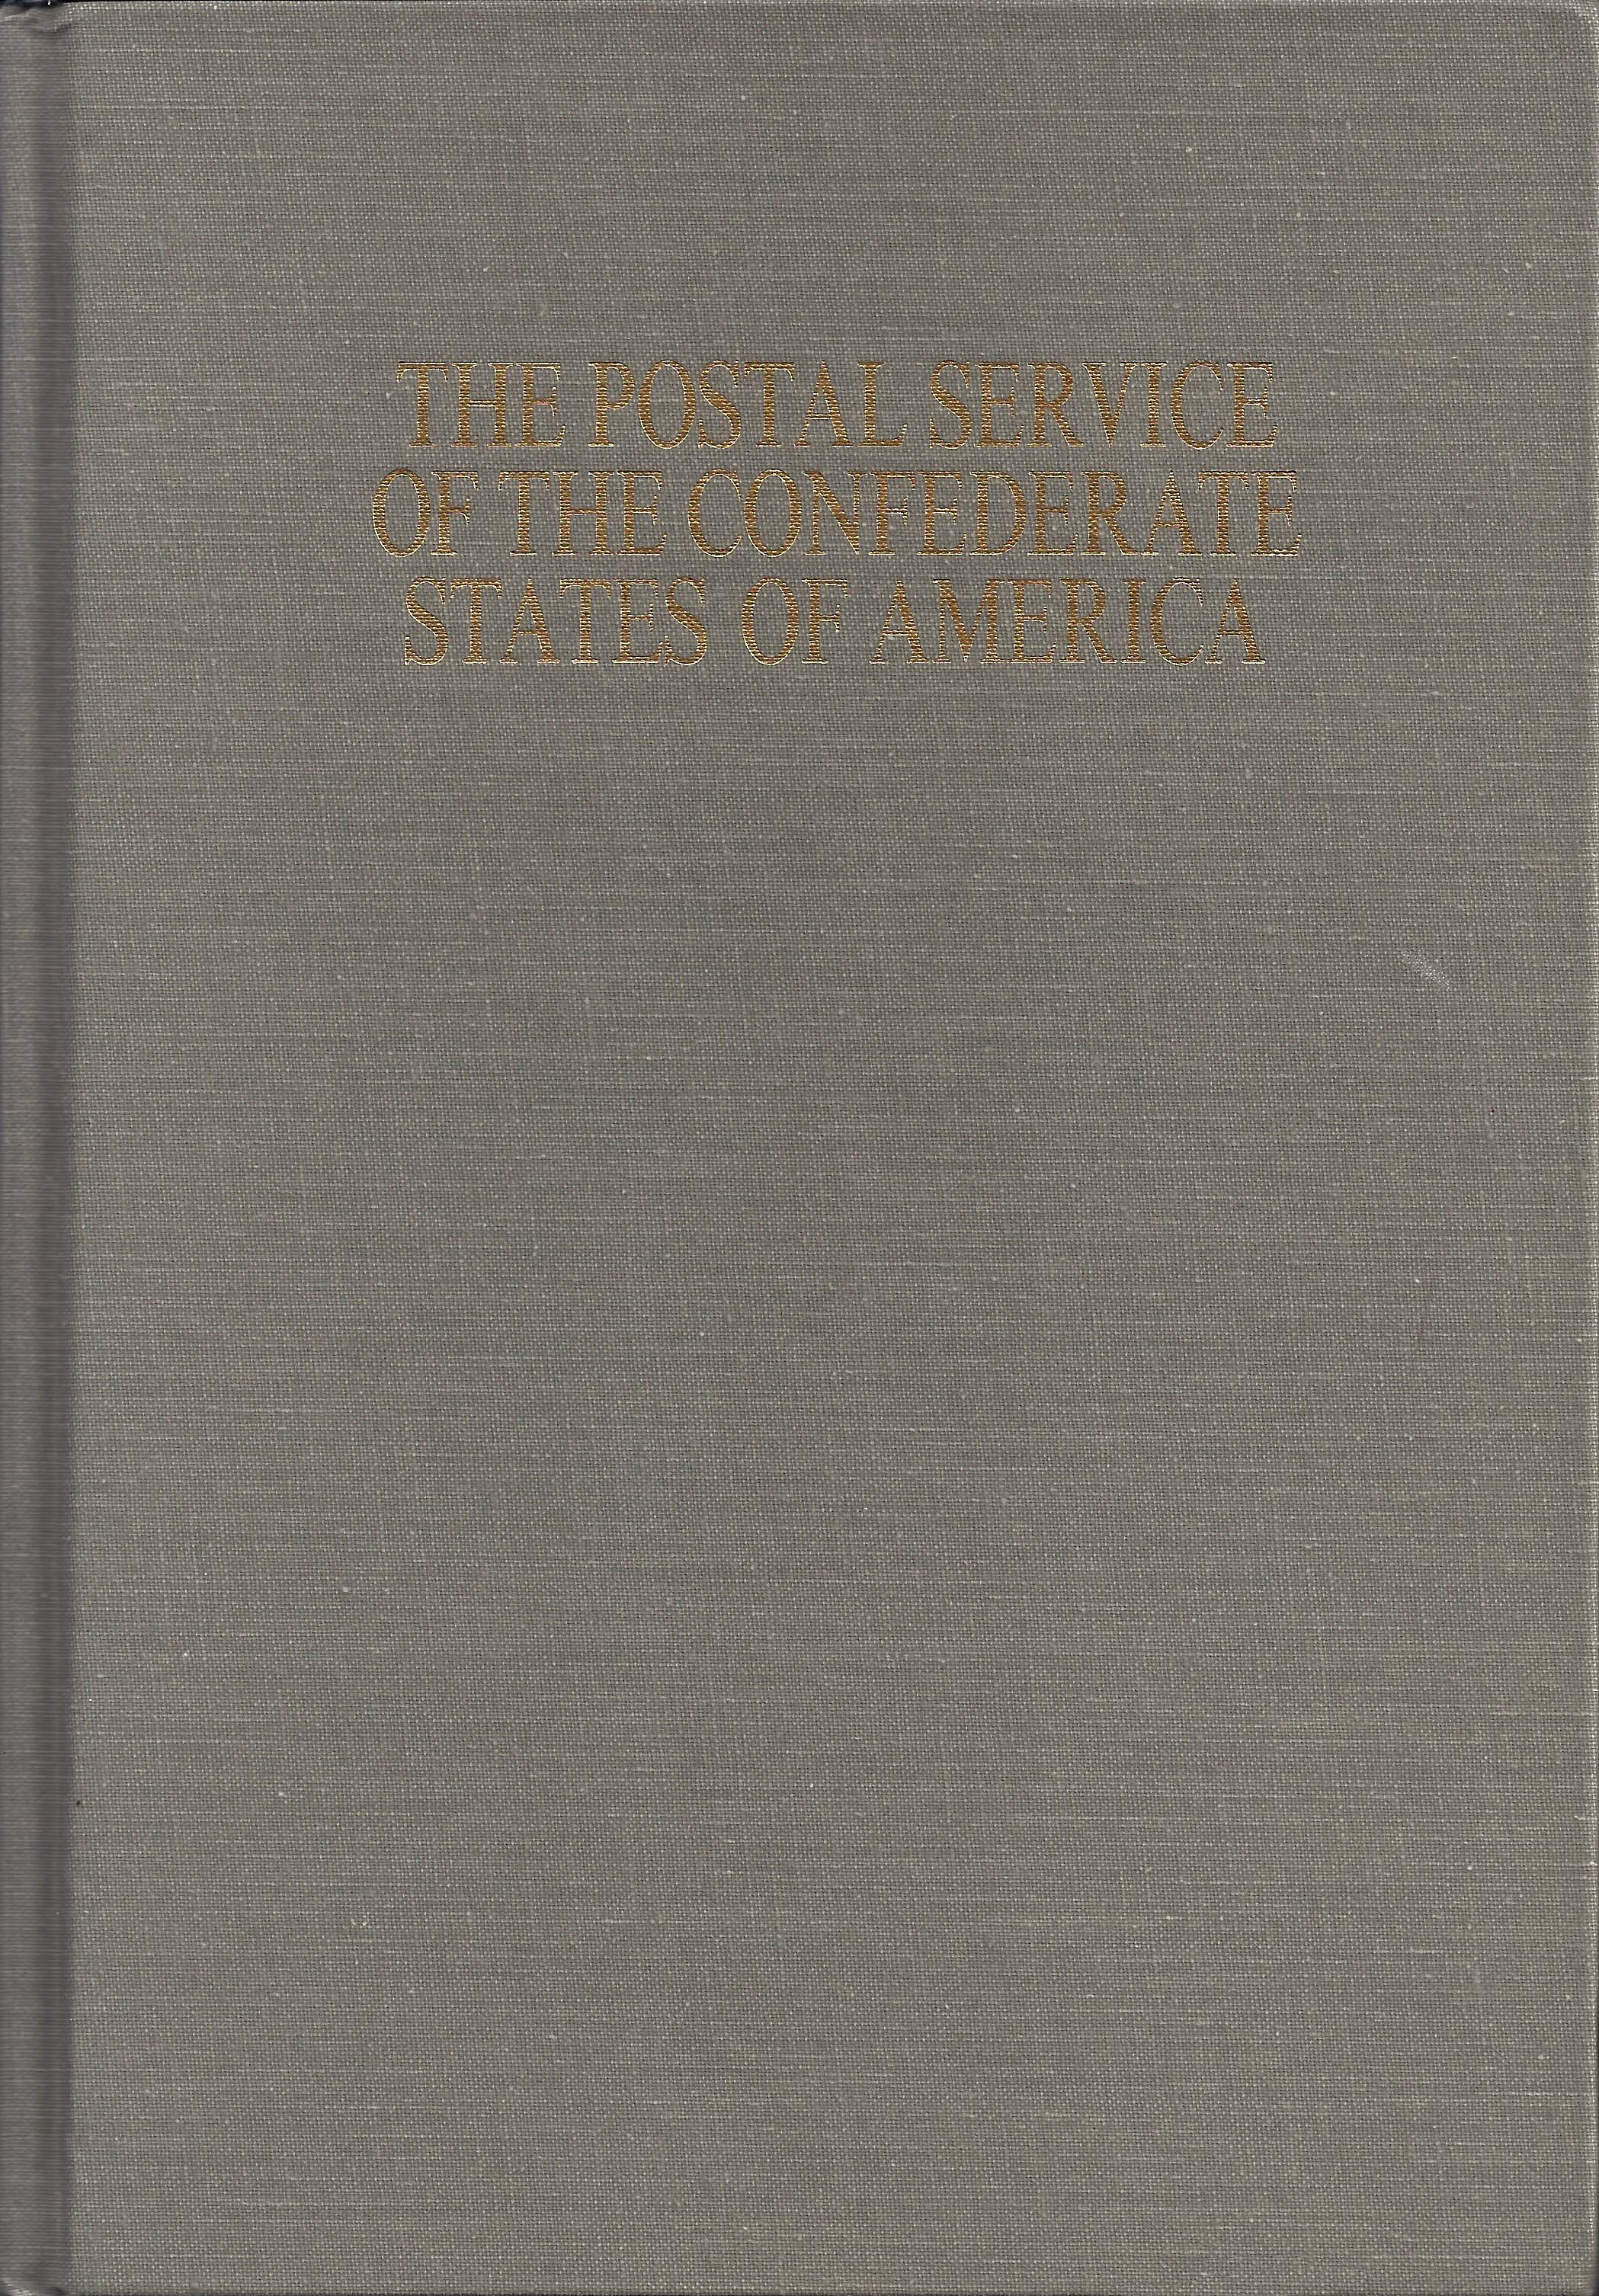 THE POSTAL SERVICE
OF THE CONFEDERATE
STATES OF AMERICA